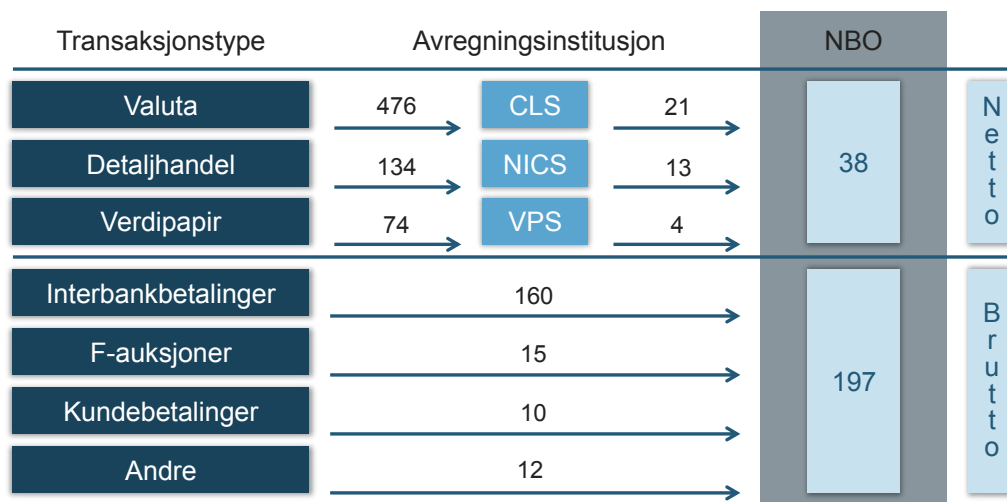 Transaksjonstype Avregningsinstitusjon NBO
Valuta 476 CLS 21
Detaljhandel 134 NICS 13 38
Verdipapir 74 VPS 4
Netto
Interbankbetalinger 160
F-auksjoner 15
197
Kundebetalinger 10
Andre 12
Brutto